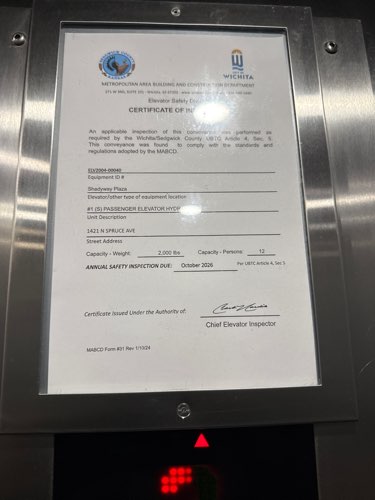 WICHITA
METROPOLITAN AREA BUILDING AND CONSTRUCTION DEPARTMENT
Elevator Safety
CERTIFICATE OF
An applicable inspection of this was performed as
required by the Wichita/Sedgwick County UBTC Article 4, Sec. 5.
This conveyance was found to comply with the standards and
regulations adopted by the MABCD.
Equipment ID #
Shadyway Plaza
Elevator/other type of equipment location
#1 (S) PASSENGER ELEVATOR
Unit Description
1421 N SPRUCE AVE
Street Address
Capacity - Weight: 2,000 lbs Capacity - Persons: 12
ANNUAL SAFETY INSPECTION DUE: October 2026 Per UBTC Article 4, Sec 5
Certificate Issued Under the Authority of:
Chief Elevator Inspector
MABCD Form #31 Rev 1/10/24